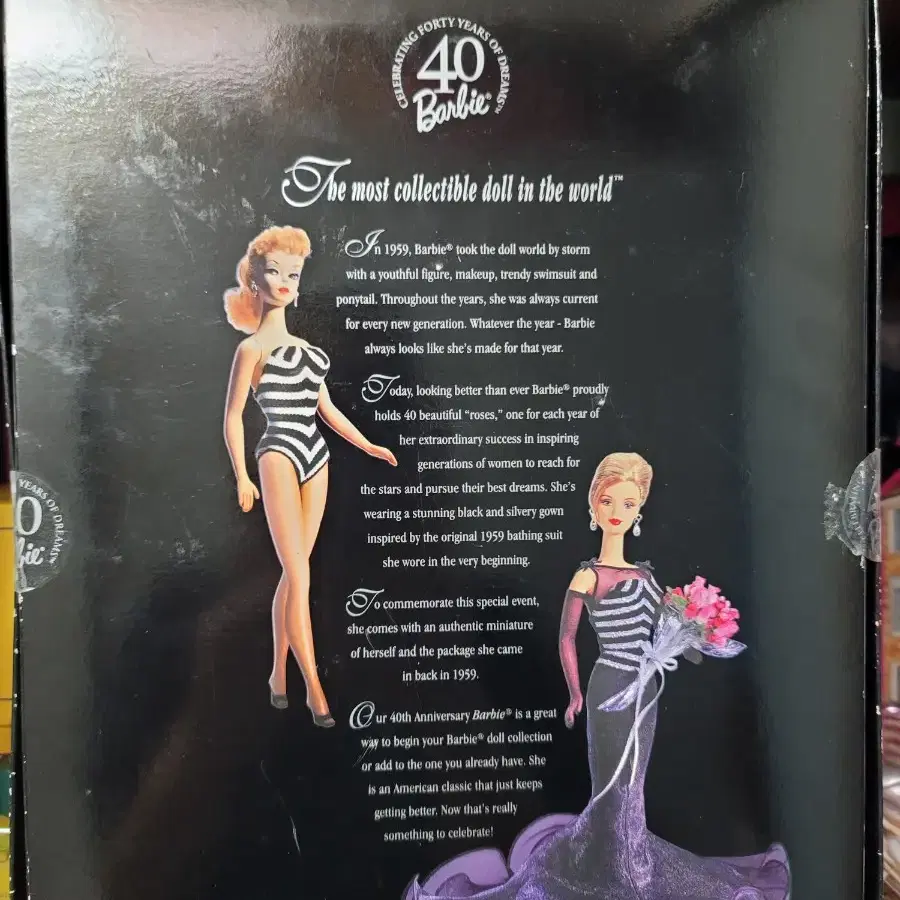 CELEBRATING FORTY YEARS OF DREAMS™
40
Barbie®
The most collectible doll in the world™
In 1959, Barbie® took the doll world by storm
with a youthful figure, makeup, trendy swimsuit and
ponytail. Throughout the years, she was always current
for every new generation. Whatever the year - Barbie
always looks like she's made for that year.
Today, looking better than ever Barbie® proudly
holds 40 beautiful “roses,” one for each year of
her extraordinary success in inspiring
generations of women to reach for
the stars and pursue their best dreams. She's
wearing a stunning black and silvery gown
inspired by the original 1959 bathing suit
she wore in the very beginning.
To commemorate this special event,
she comes with an authentic miniature
of herself and the package she came
in back in 1959.
Our 40th Anniversary Barbie® is a great
way to begin your Barbie® doll collection
or add to the one you already have. She
is an American classic that just keeps
getting better. Now that's really
something to celebrate!
YEARS OF DREAMS™
0
bie®